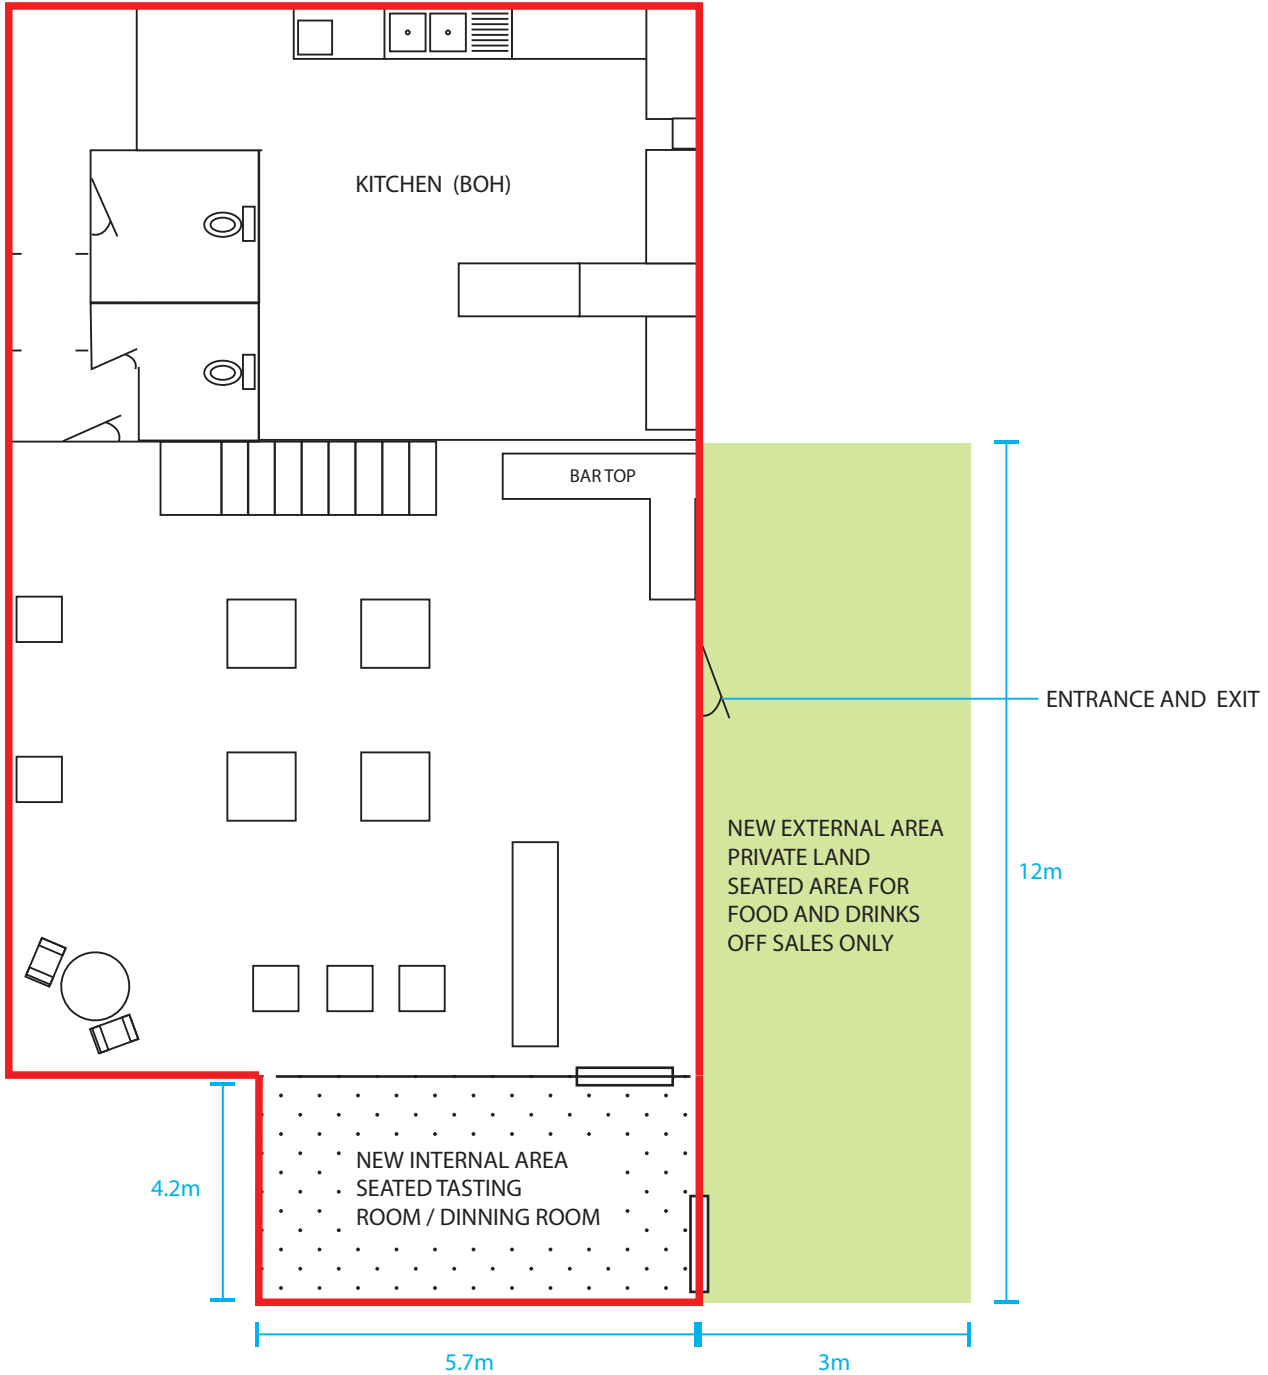 KITCHEN (BOH)
BAR TOP
ENTRANCE AND EXIT
NEW EXTERNAL AREA
PRIVATE LAND
SEATED AREA FOR
FOOD AND DRINKS
OFF SALES ONLY
12m
NEW INTERNAL AREA
SEATED TASTING
ROOM / DINNING ROOM
4.2m
5.7m
3m